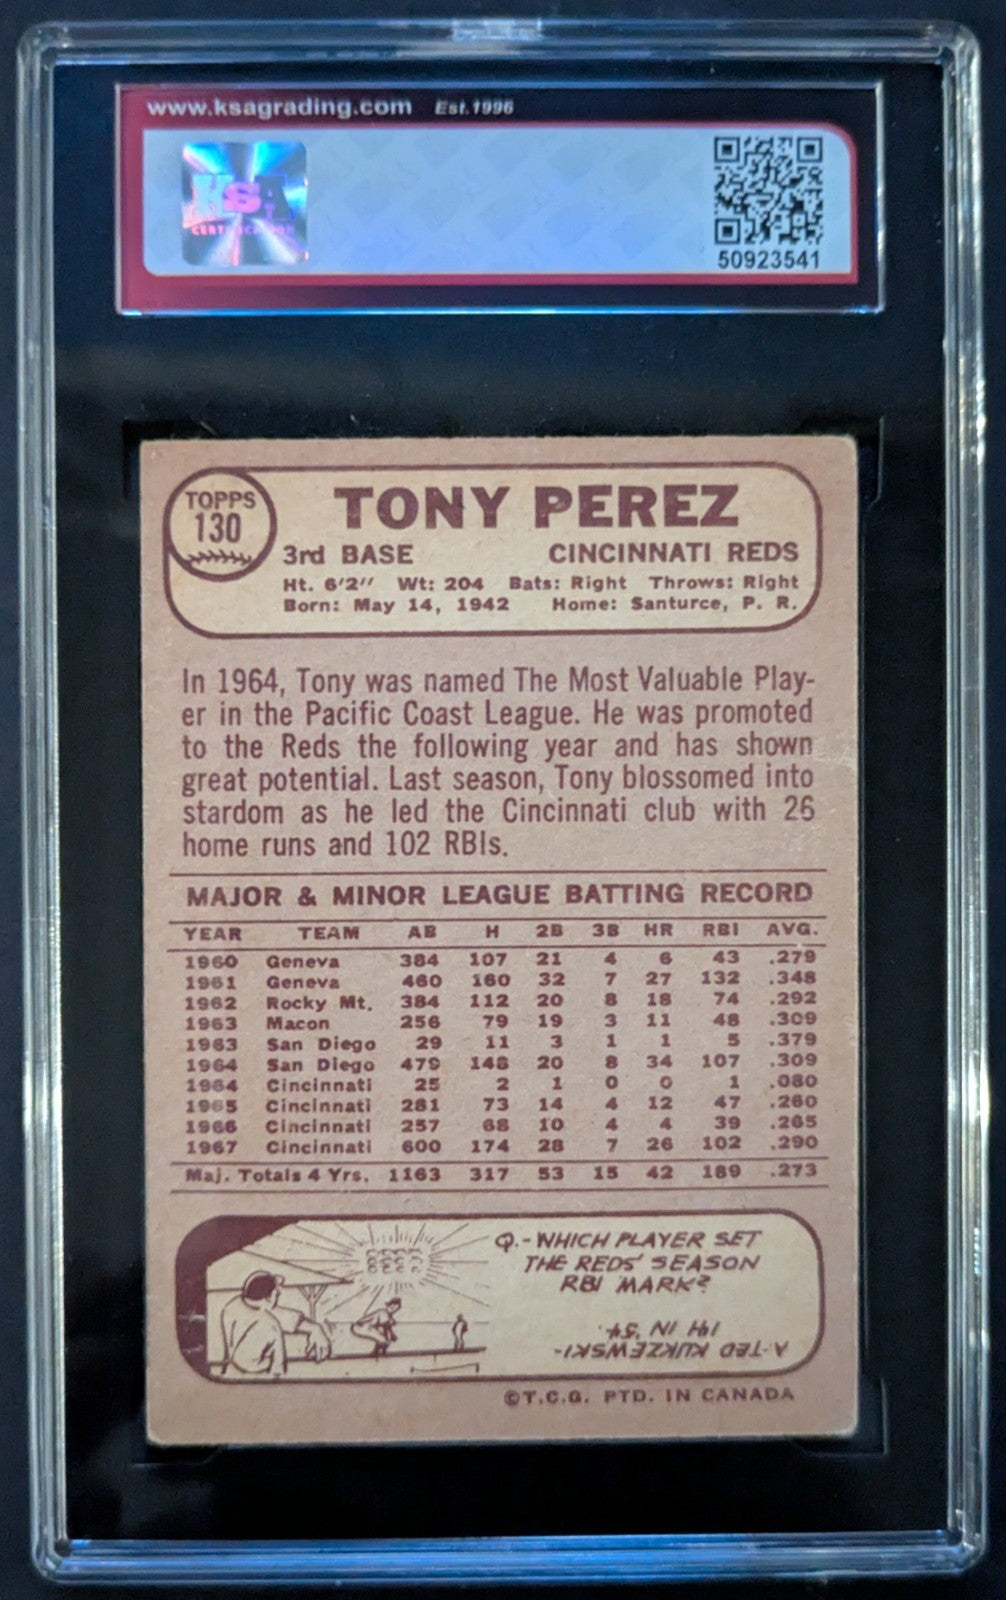 www.ksagrading.com Est.1996
KSA
CERTIFICATION
50923541
TOPPS
130
TONY PEREZ
3rd BASE CINCINNATI REDS
Ht. 6'2" Wt: 204 Bats: Right Throws: Right
Born: May 14, 1942 Home: Santurce, P. R.
In 1964, Tony was named The Most Valuable Play-
er in the Pacific Coast League. He was promoted
to the Reds the following year and has shown
great potential. Last season, Tony blossomed into
stardom as he led the Cincinnati club with 26
home runs and 102 RBIs.
MAJOR & MINOR LEAGUE BATTING RECORD
YEAR TEAM AB H 2B 3B HR RBI AVG.
1960 Geneva 384 107 21 4 6 43 .279
1961 Geneva 460 160 32 7 27 132 .348
1962 Rocky Mt. 384 112 20 8 18 74 .292
1963 Macon 256 79 19 3 11 48 .309
1963 San Diego 29 11 3 1 1 5 .379
1964 San Diego 479 148 20 8 34 107 .309
1964 Cincinnati 25 2 1 0 0 1 .080
1965 Cincinnati 281 73 14 4 12 47 .260
1966 Cincinnati 257 68 10 4 4 39 .265
1967 Cincinnati 600 174 28 7 26 102 .290
Maj. Totals 4 Yrs. 1163 317 53 15 42 189 .273
Q.-WHICH PLAYER SET
THE REDS' SEASON
RBI MARK?
A-TED KLUZEWSKI-
141 IN '54.
©T.C.G. PTD. IN CANADA